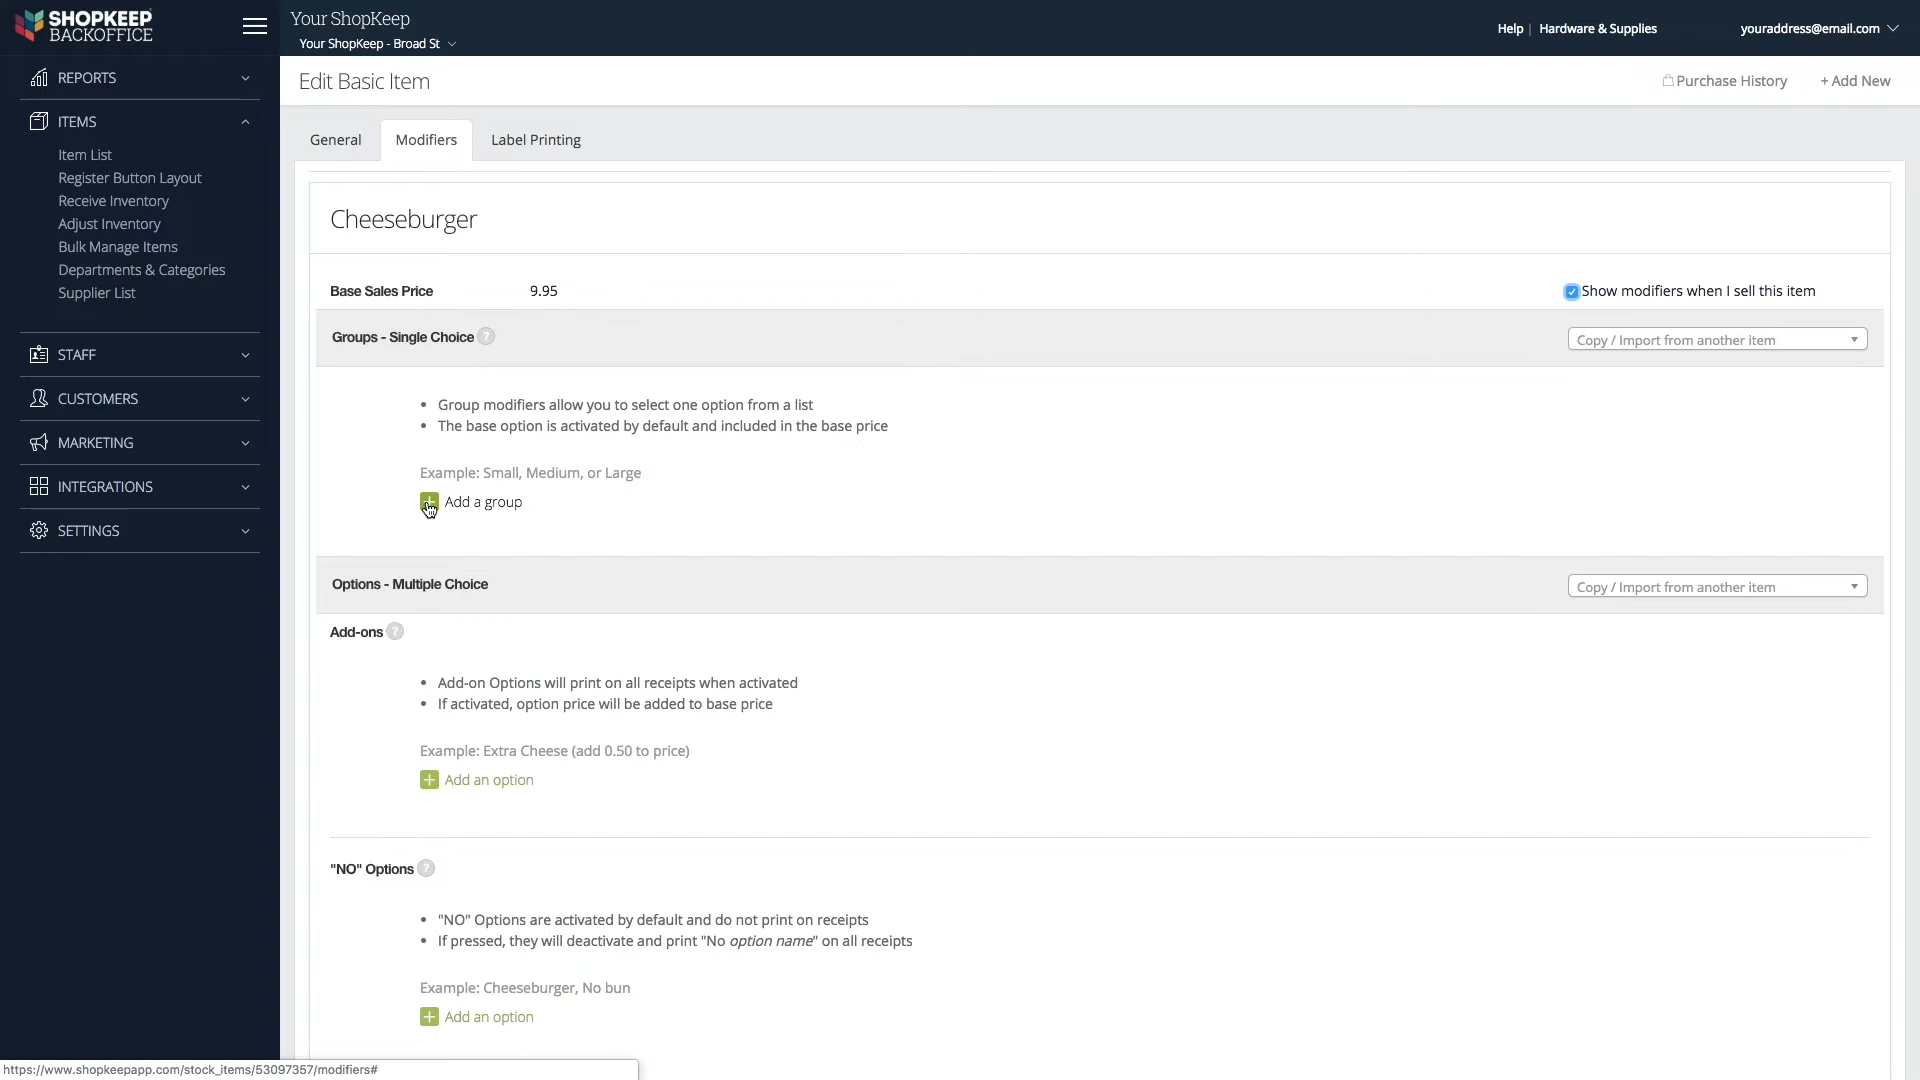 SHOPKEEP
BACKOFFICE
Your ShopKeep
Your ShopKeep - Broad St
Help | Hardware & Supplies
youraddress@email.com
REPORTS
ITEMS
Item List
Register Button Layout
Receive Inventory
Adjust Inventory
Bulk Manage Items
Departments & Categories
Supplier List
STAFF
CUSTOMERS
MARKETING
INTEGRATIONS
SETTINGS
Edit Basic Item
Purchase History
+ Add New
General
Modifiers
Label Printing
Cheeseburger
Base Sales Price 9.95
Show modifiers when I sell this item
Groups - Single Choice ?
Copy / Import from another item
• Group modifiers allow you to select one option from a list
• The base option is activated by default and included in the base price
Example: Small, Medium, or Large
Add a group
Options - Multiple Choice
Copy / Import from another item
Add-ons ?
• Add-on Options will print on all receipts when activated
• If activated, option price will be added to base price
Example: Extra Cheese (add 0.50 to price)
+ Add an option
"NO" Options ?
• "NO" Options are activated by default and do not print on receipts
• If pressed, they will deactivate and print "No option name" on all receipts
Example: Cheeseburger, No bun
+ Add an option
https://www.shopkeepapp.com/stock_items/53097357/modifiers#